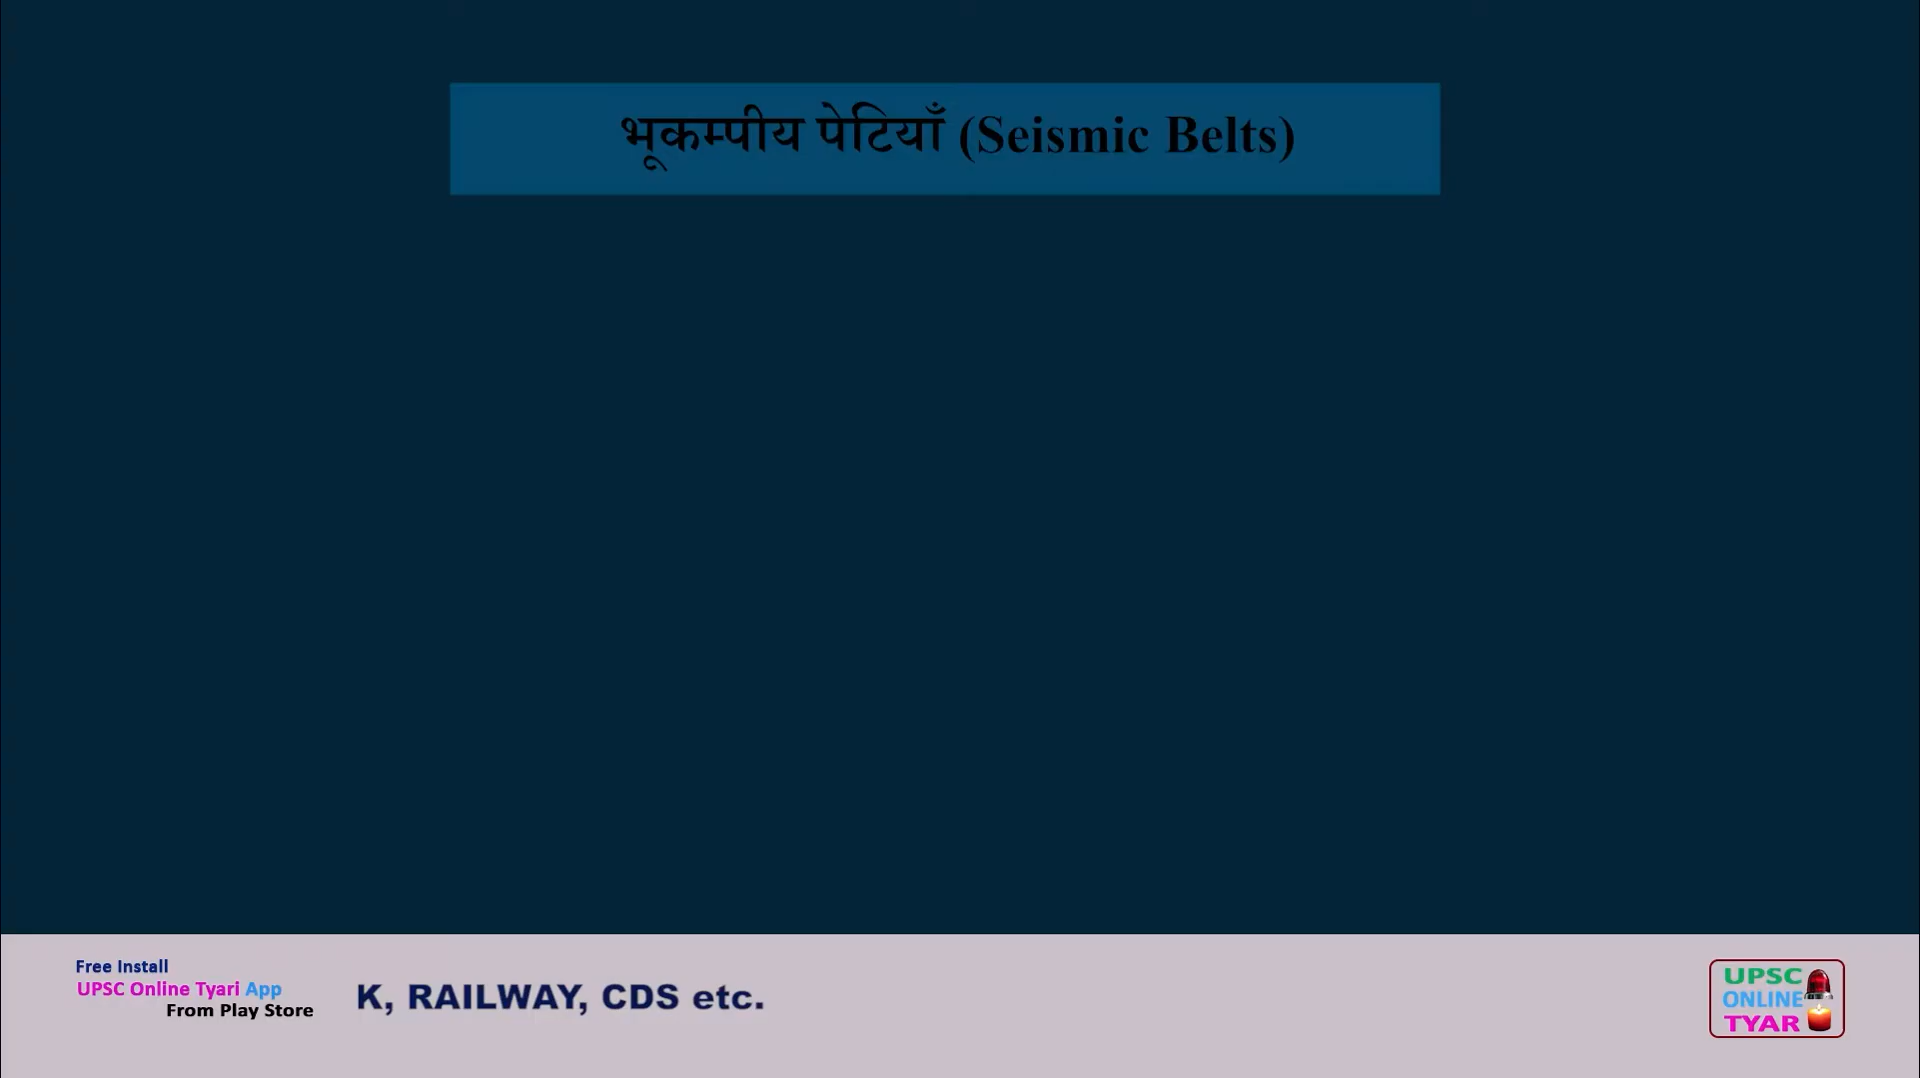 भूकम्पीय पेटियाँ (Seismic Belts)
Free Install
UPSC Online Tyari App
From Play Store
K, RAILWAY, CDS etc.
UPSC
ONLINE
TYAR